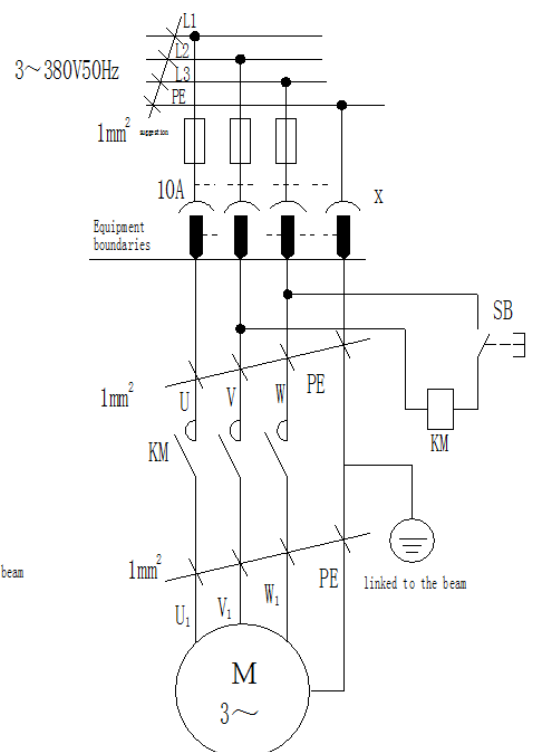 L1
L2
3～380V50Hz
L3
PE
1mm² suggestion
10A
X
Equipment
boundaries
SB
1mm²
U
V
W
PE
KM
KM
beam
1mm²
PE
linked to the beam
U₁
V₁
W₁
M
3～